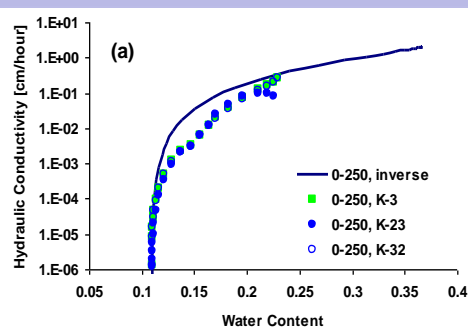 Hydraulic Conductivity [cm/hour]
1.E+01
1.E+00
1.E-01
1.E-02
1.E-03
1.E-04
1.E-05
1.E-06
(a)
0-250, inverse
0-250, K-3
0-250, K-23
0-250, K-32
0.05 0.1 0.15 0.2 0.25 0.3 0.35 0.4
Water Content